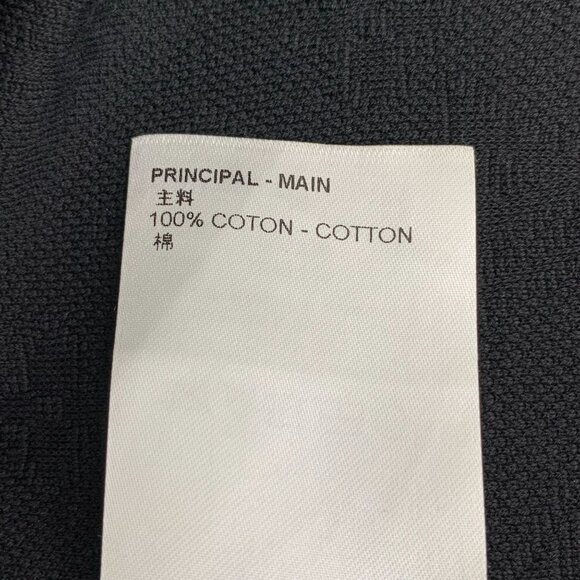 PRINCIPAL - MAIN
主料
100% COTON - COTTON
棉